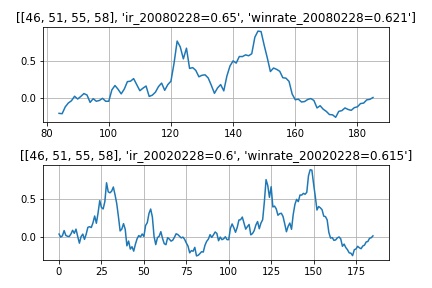 [[46, 51, 55, 58], 'ir_20080228=0.65', 'winrate_20080228=0.621']
0.5
0.0
80 100 120 140 160 180
[[46, 51, 55, 58], 'ir_20020228=0.6', 'winrate_20020228=0.615']
0.5
0.0
0 25 50 75 100 125 150 175